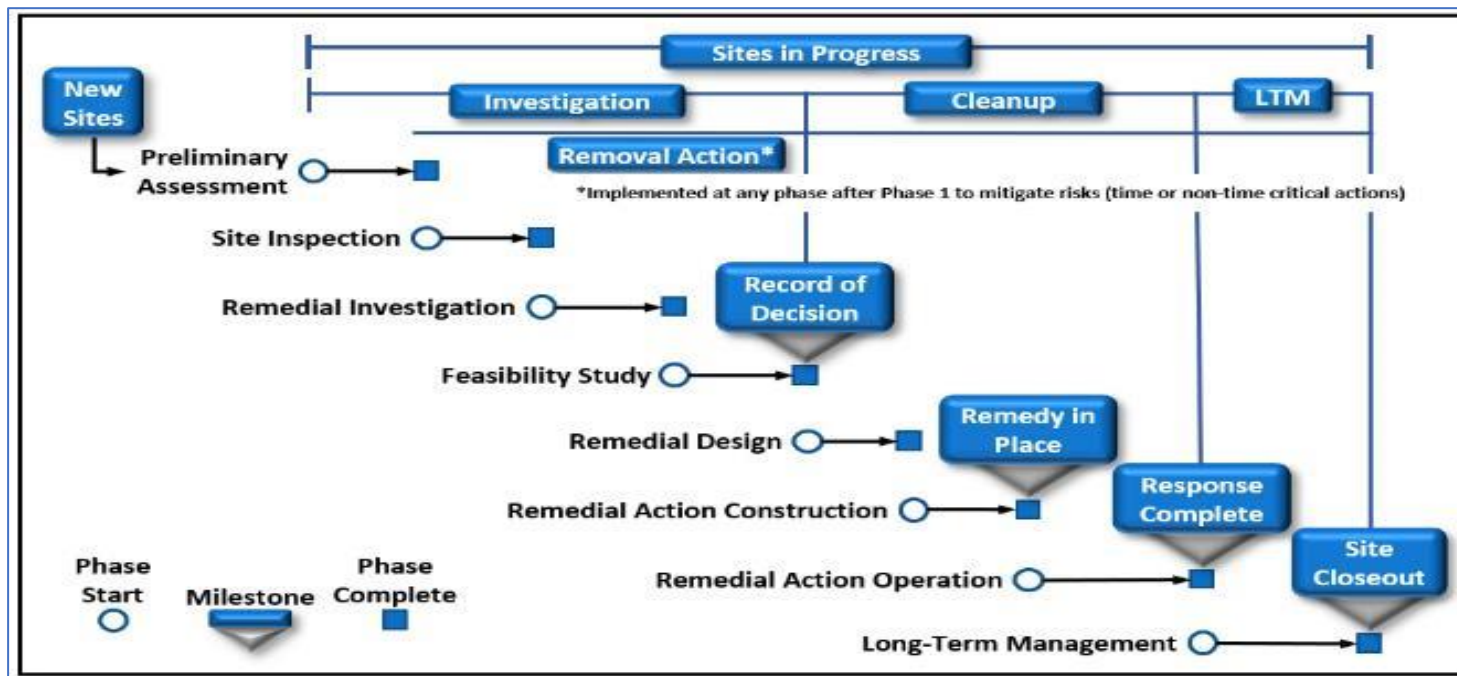 Sites in Progress
New
Sites
Investigation
Cleanup
LTM
Removal Action*
Preliminary
Assessment
*Implemented at any phase after Phase 1 to mitigate risks (time or non-time critical actions)
Site Inspection
Record of
Decision
Remedial Investigation
Feasibility Study
Remedy in
Place
Remedial Design
Response
Complete
Remedial Action Construction
Site
Closeout
Remedial Action Operation
Long-Term Management
Phase
Start
Milestone
Phase
Complete